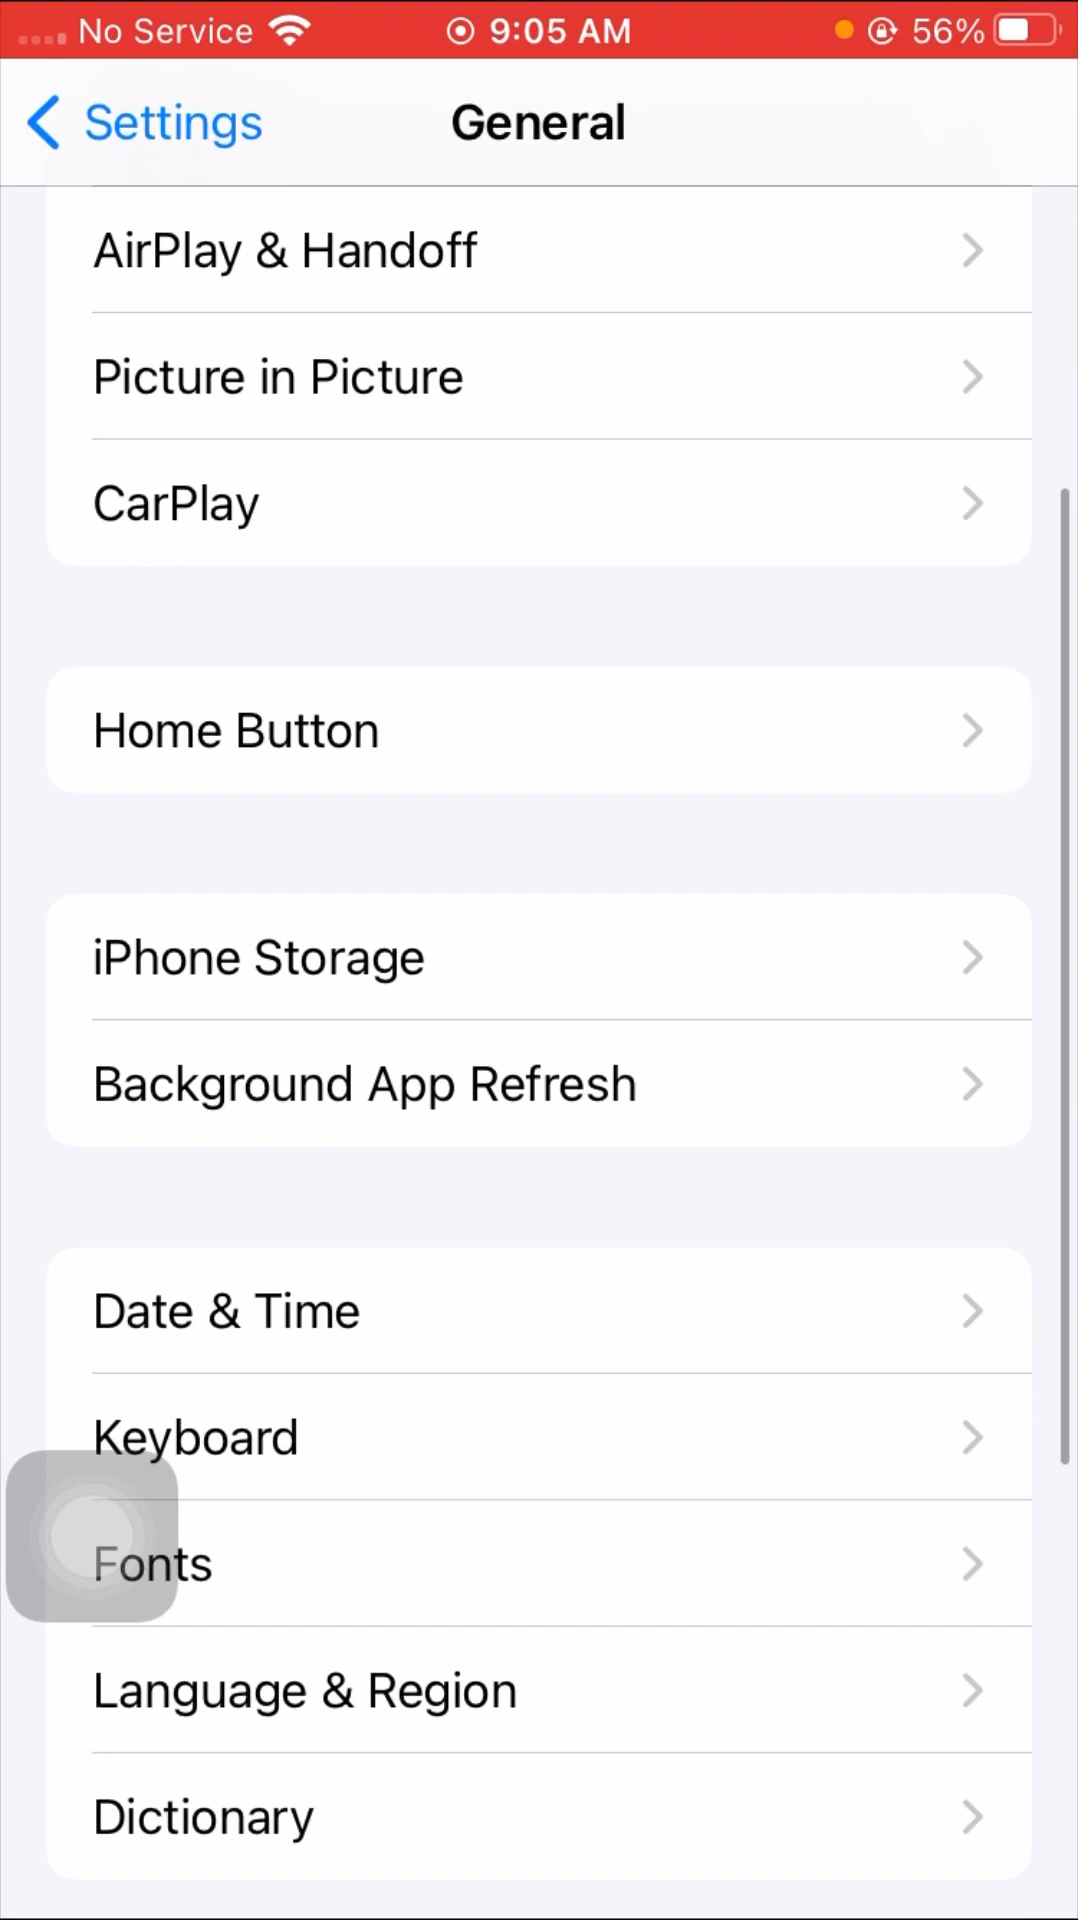 No Service 9:05 AM 56%
Settings General
AirPlay & Handoff
Picture in Picture
CarPlay
Home Button
iPhone Storage
Background App Refresh
Date & Time
Keyboard
Fonts
Language & Region
Dictionary